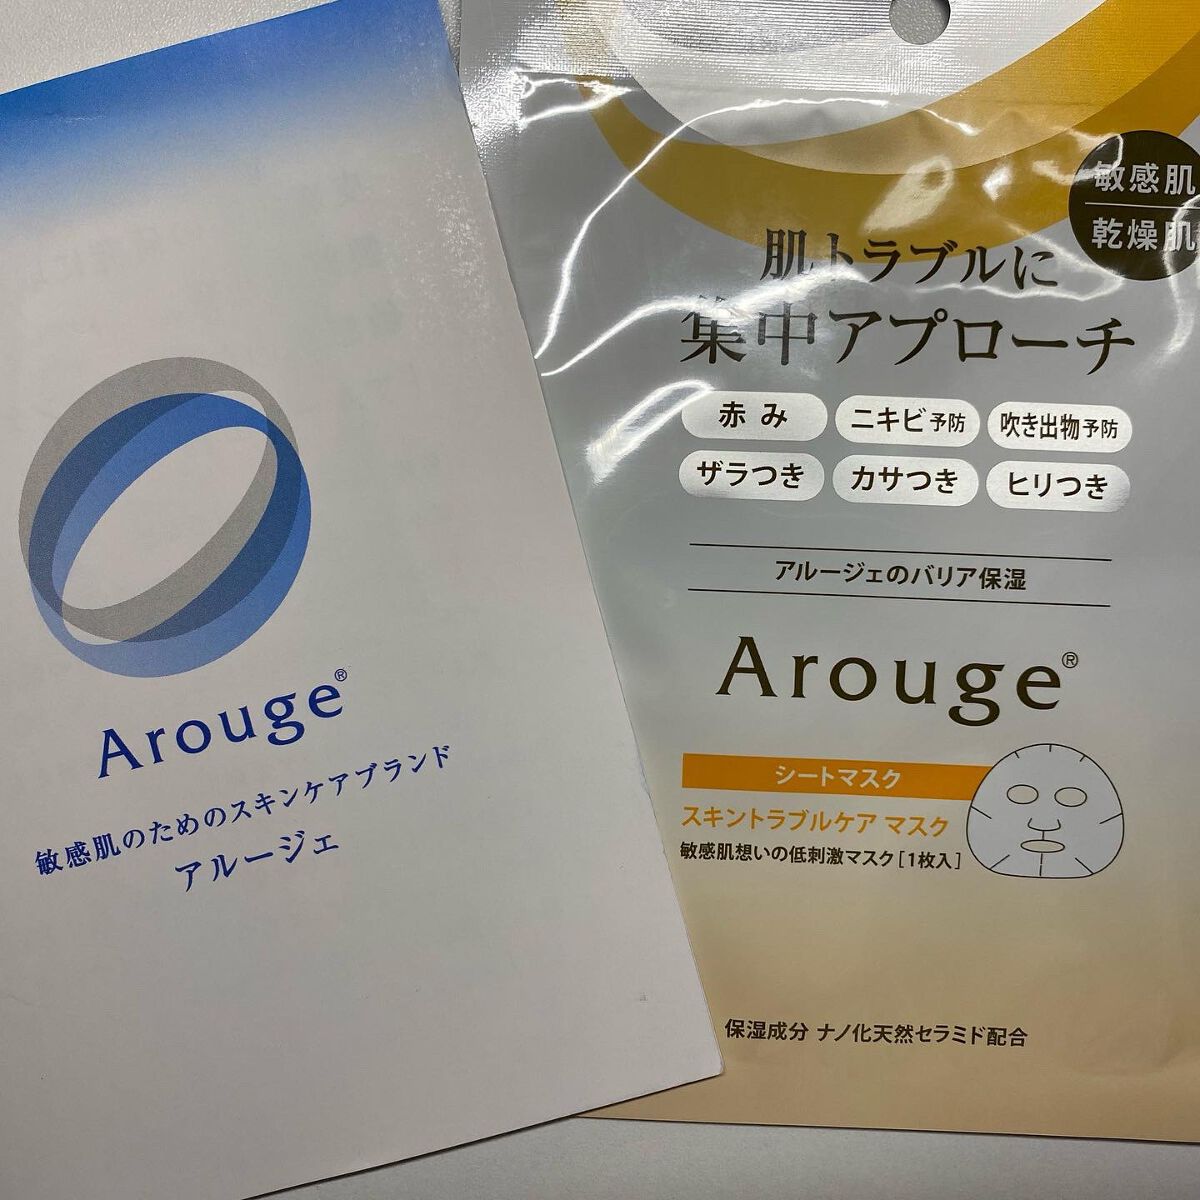 Arouge®
敏感肌のためのスキンケアブランド
アルージェ
敏感肌
乾燥肌
肌トラブルに
集中アプローチ
赤み ニキビ予防 吹き出物予防
ザラつき カサつき ヒリつき
アルージェのバリア保湿
Arouge®
シートマスク
スキントラブルケア マスク
敏感肌想いの低刺激マスク［1枚入］
保湿成分 ナノ化天然セラミド配合